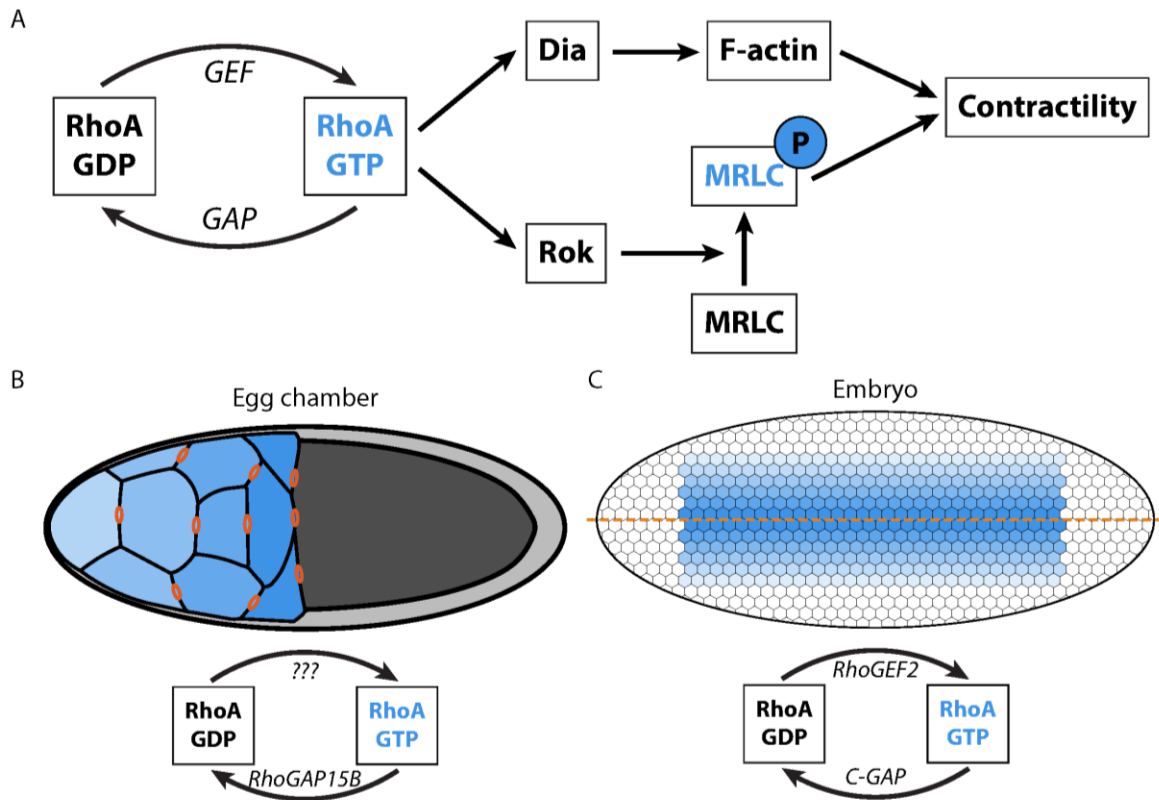 A
GEF
RhoA
GDP
RhoA
GTP
GAP
Dia
F-actin
Contractility
P
MRLC
Rok
MRLC
B
Egg chamber
???
RhoA
GDP
RhoA
GTP
RhoGAP15B
C
Embryo
RhoGEF2
RhoA
GDP
RhoA
GTP
C-GAP